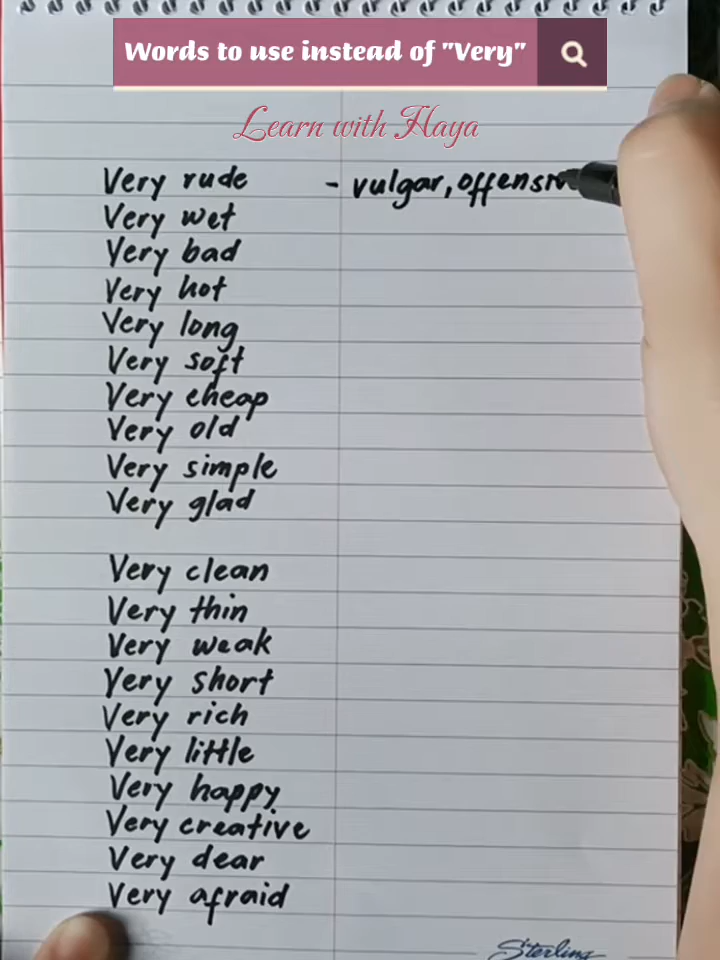 Words to use instead of "Very"
Learn with Haya
Very rude - vulgar, offensiv
Very wet
Very bad
Very hot
Very long
Very soft
Very cheap
Very old
Very simple
Very glad
Very clean
Very thin
Very weak
Very short
Very rich
Very little
Very happy
Very creative
Very dear
Very afraid
Sterling